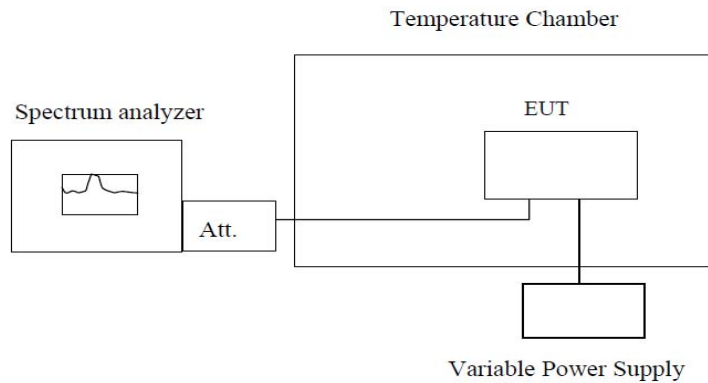 Temperature Chamber
Spectrum analyzer
EUT
Att.
Variable Power Supply